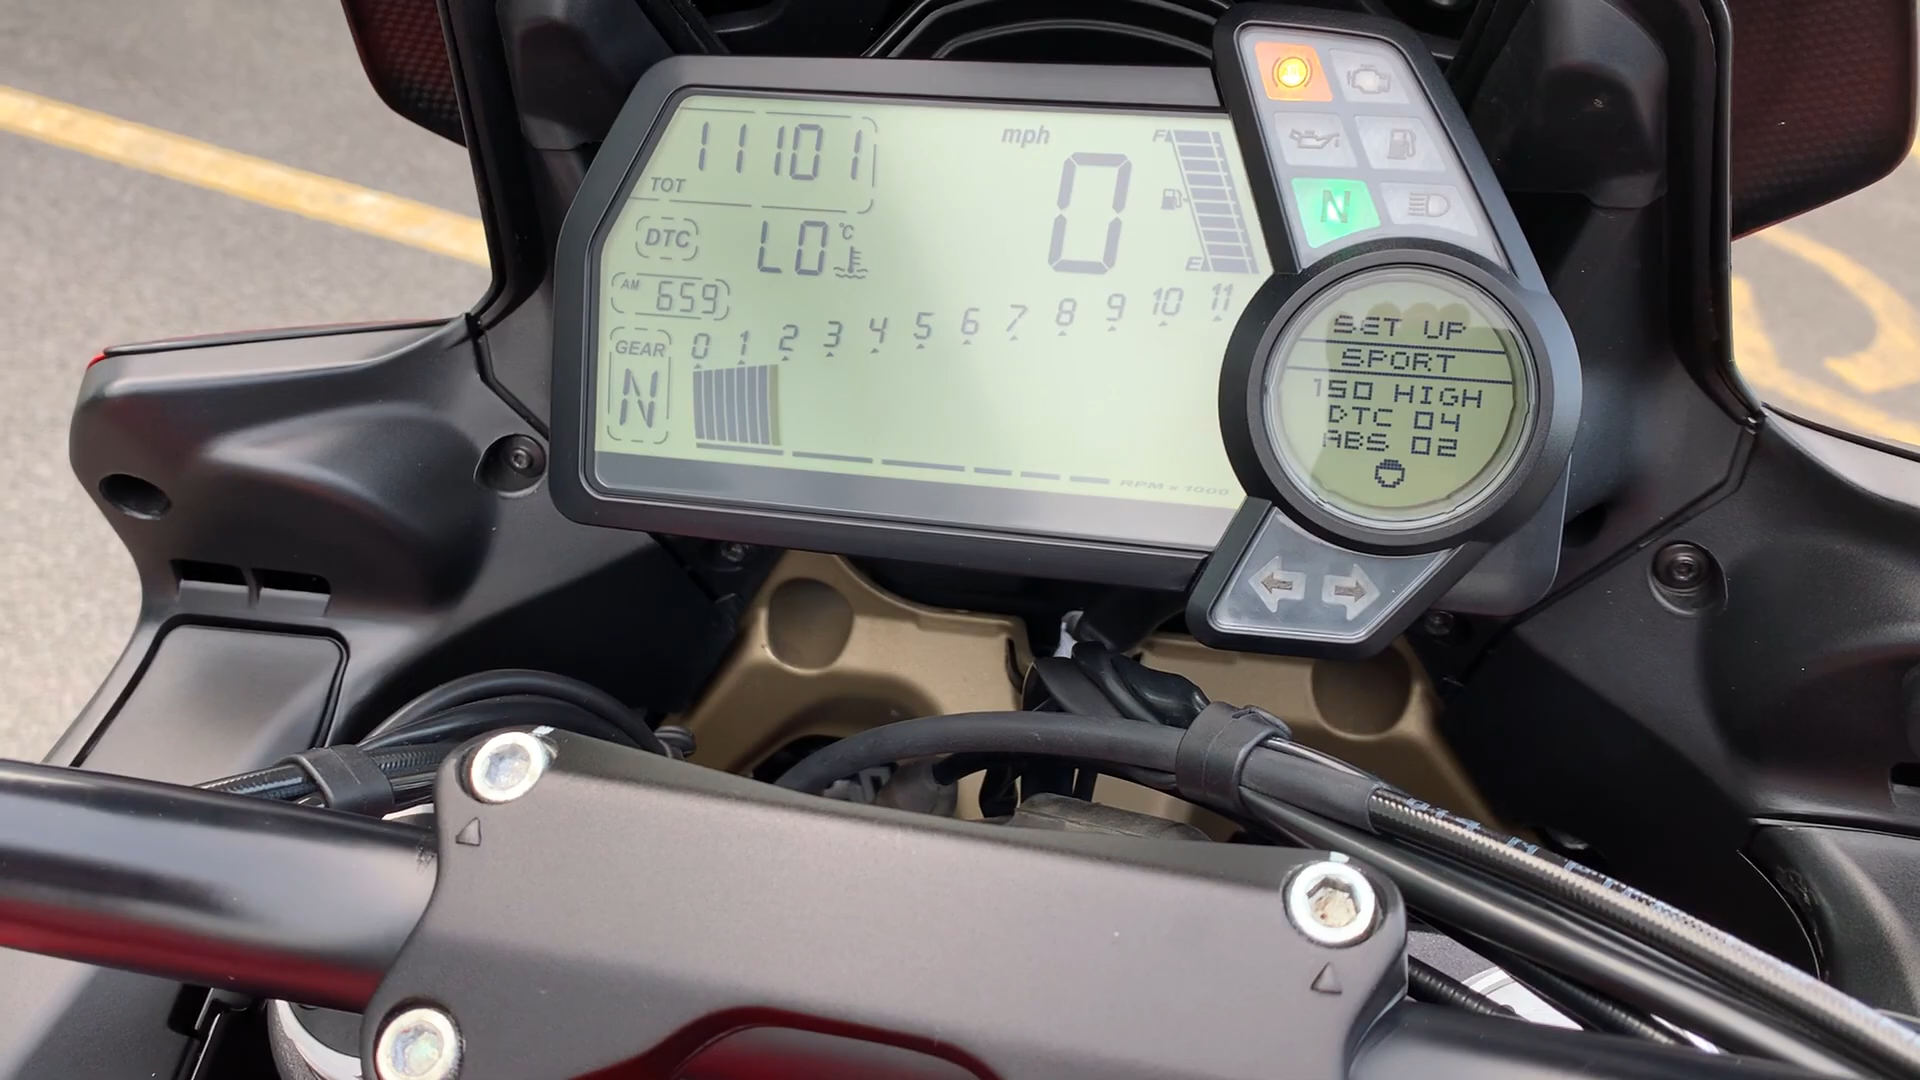 11101
TOT
mph
F
DTC
LO °C
E
AM 659
0 1 2 3 4 5 6 7 8 9 10 11
GEAR
N
RPM x 1000
N
SET UP
SPORT
150 HIGH
DTC 04
ABS 02
0